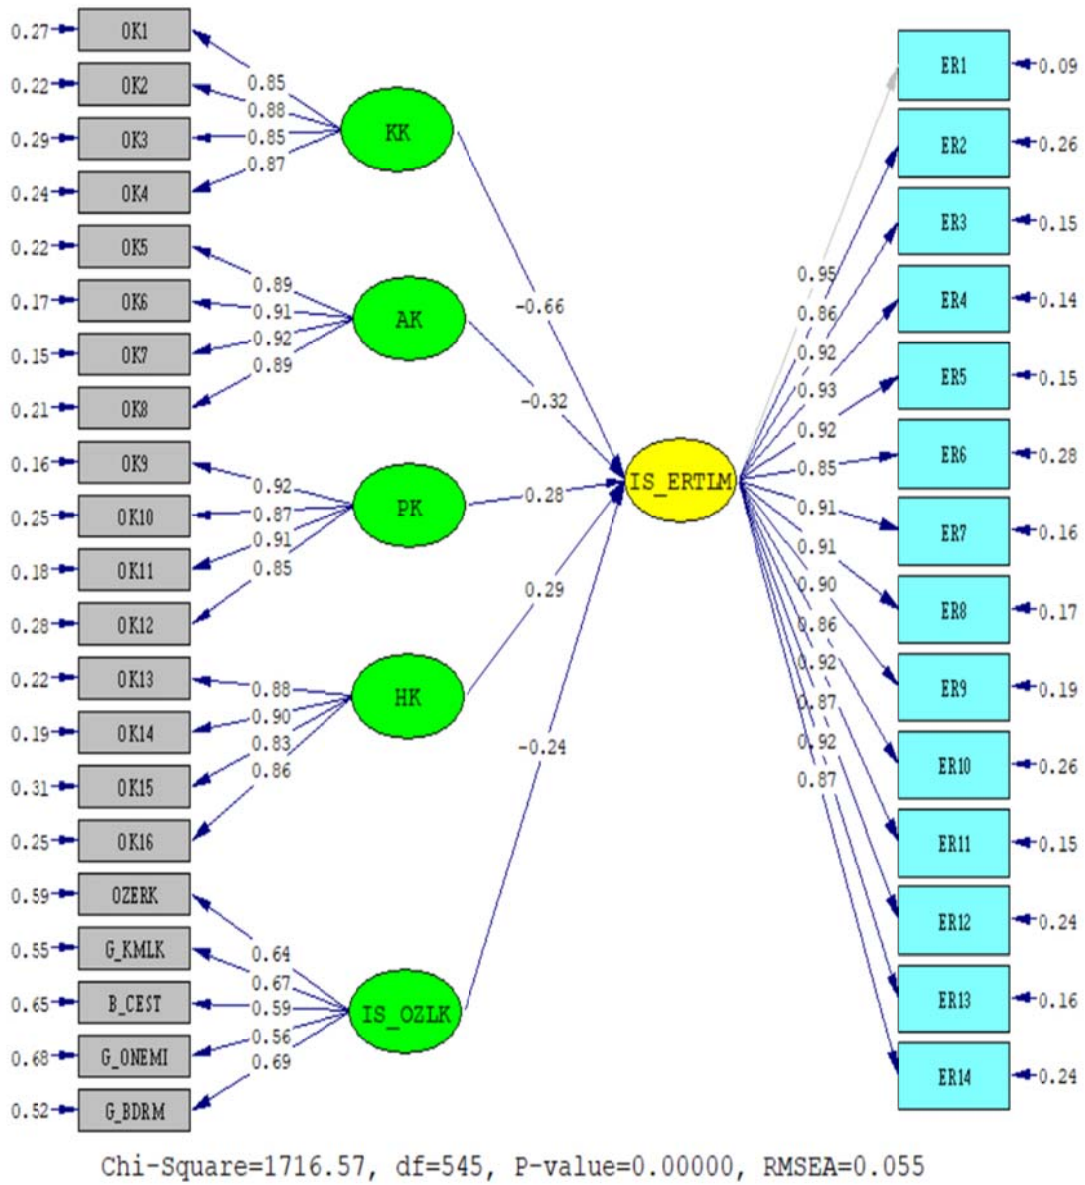 0.27 OK1
0.22 OK2
0.29 OK3
0.24 OK4
0.22 OK5
0.17 OK6
0.15 OK7
0.21 OK8
0.16 OK9
0.25 OK10
0.18 OK11
0.28 OK12
0.22 OK13
0.19 OK14
0.31 OK15
0.25 OK16
0.59 OZERK
0.55 G_KMLK
0.65 B_CEST
0.68 G_ONEMI
0.52 G_BDRM
0.85
0.88
0.85
0.87
0.89
0.91
0.92
0.89
0.92
0.87
0.91
0.85
0.88
0.90
0.83
0.86
0.64
0.67
0.59
0.56
0.69
KK
AK
PK
HK
IS_OZLK
-0.66
-0.32
0.28
0.29
-0.24
IS_ERTLM
0.95
0.86
0.92
0.93
0.92
0.85
0.91
0.91
0.90
0.86
0.92
0.87
0.92
0.87
ER1 0.09
ER2 0.26
ER3 0.15
ER4 0.14
ER5 0.15
ER6 0.28
ER7 0.16
ER8 0.17
ER9 0.19
ER10 0.26
ER11 0.15
ER12 0.24
ER13 0.16
ER14 0.24
Chi-Square=1716.57, df=545, P-value=0.00000, RMSEA=0.055